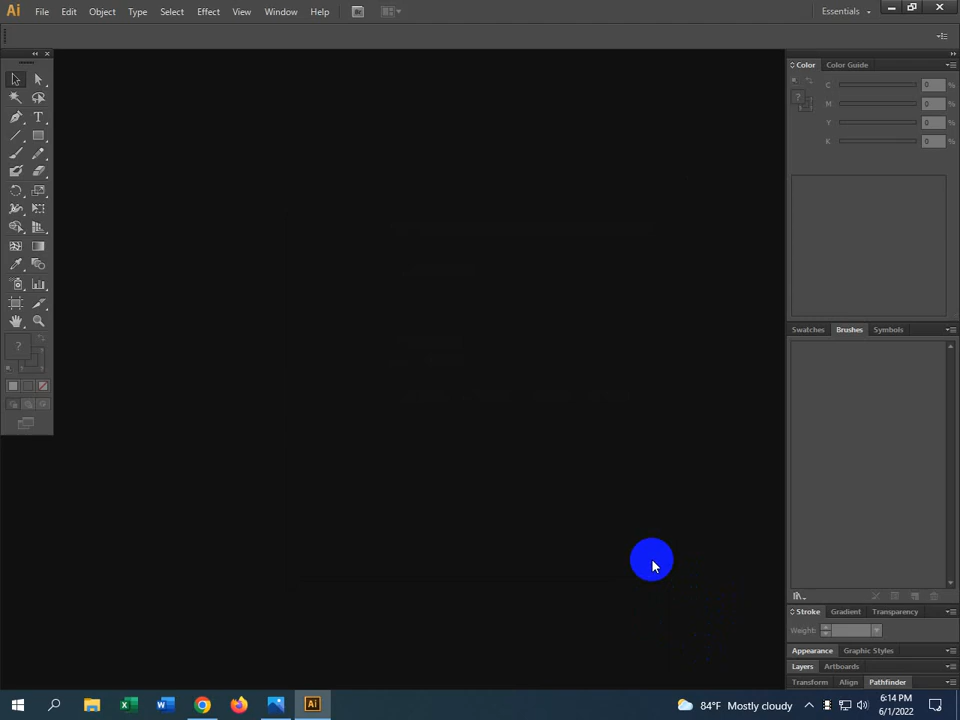 Ai File Edit Object Type Select Effect View Window Help Br Essentials
Color Color Guide
C 0 %
M 0 %
Y 0 %
K 0 %
T
? ?
Swatches Brushes Symbols
Stroke Gradient Transparency
Weight:
Appearance Graphic Styles
Layers Artboards
Transform Align Pathfinder
Ai 84°F Mostly cloudy 6:14 PM
6/1/2022